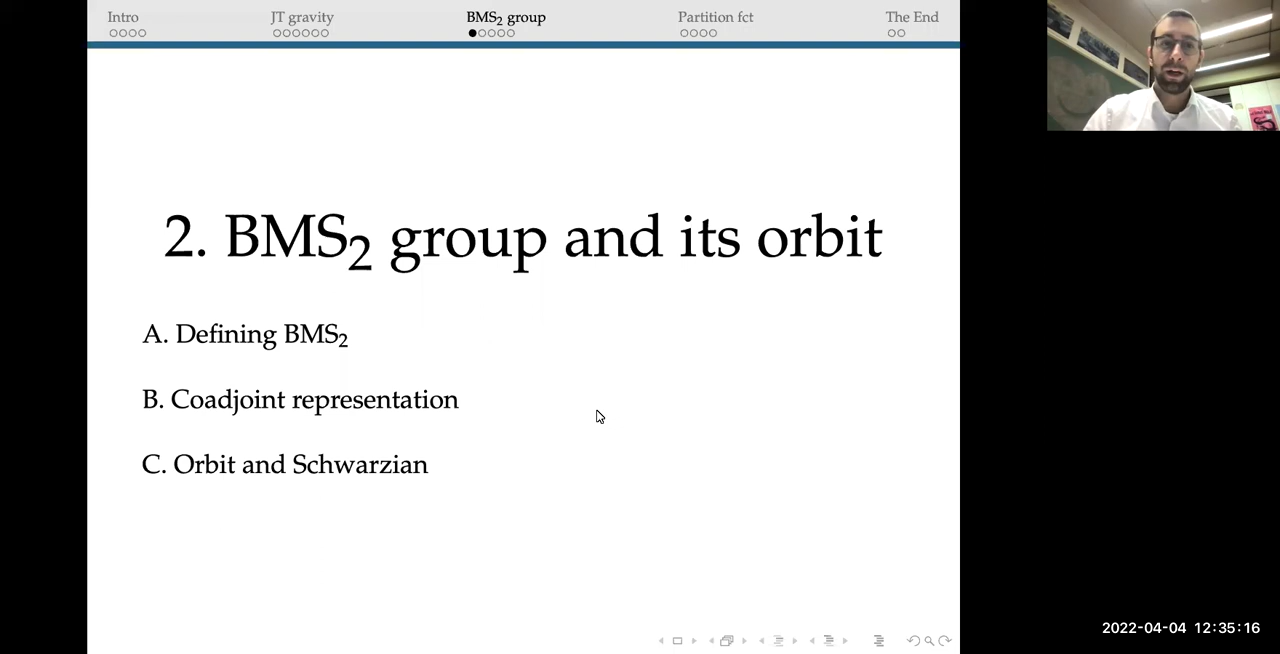 Intro JT gravity BMS₂ group Partition fct The End
2. BMS₂ group and its orbit
A. Defining BMS₂
B. Coadjoint representation
C. Orbit and Schwarzian
2022-04-04 12:35:16